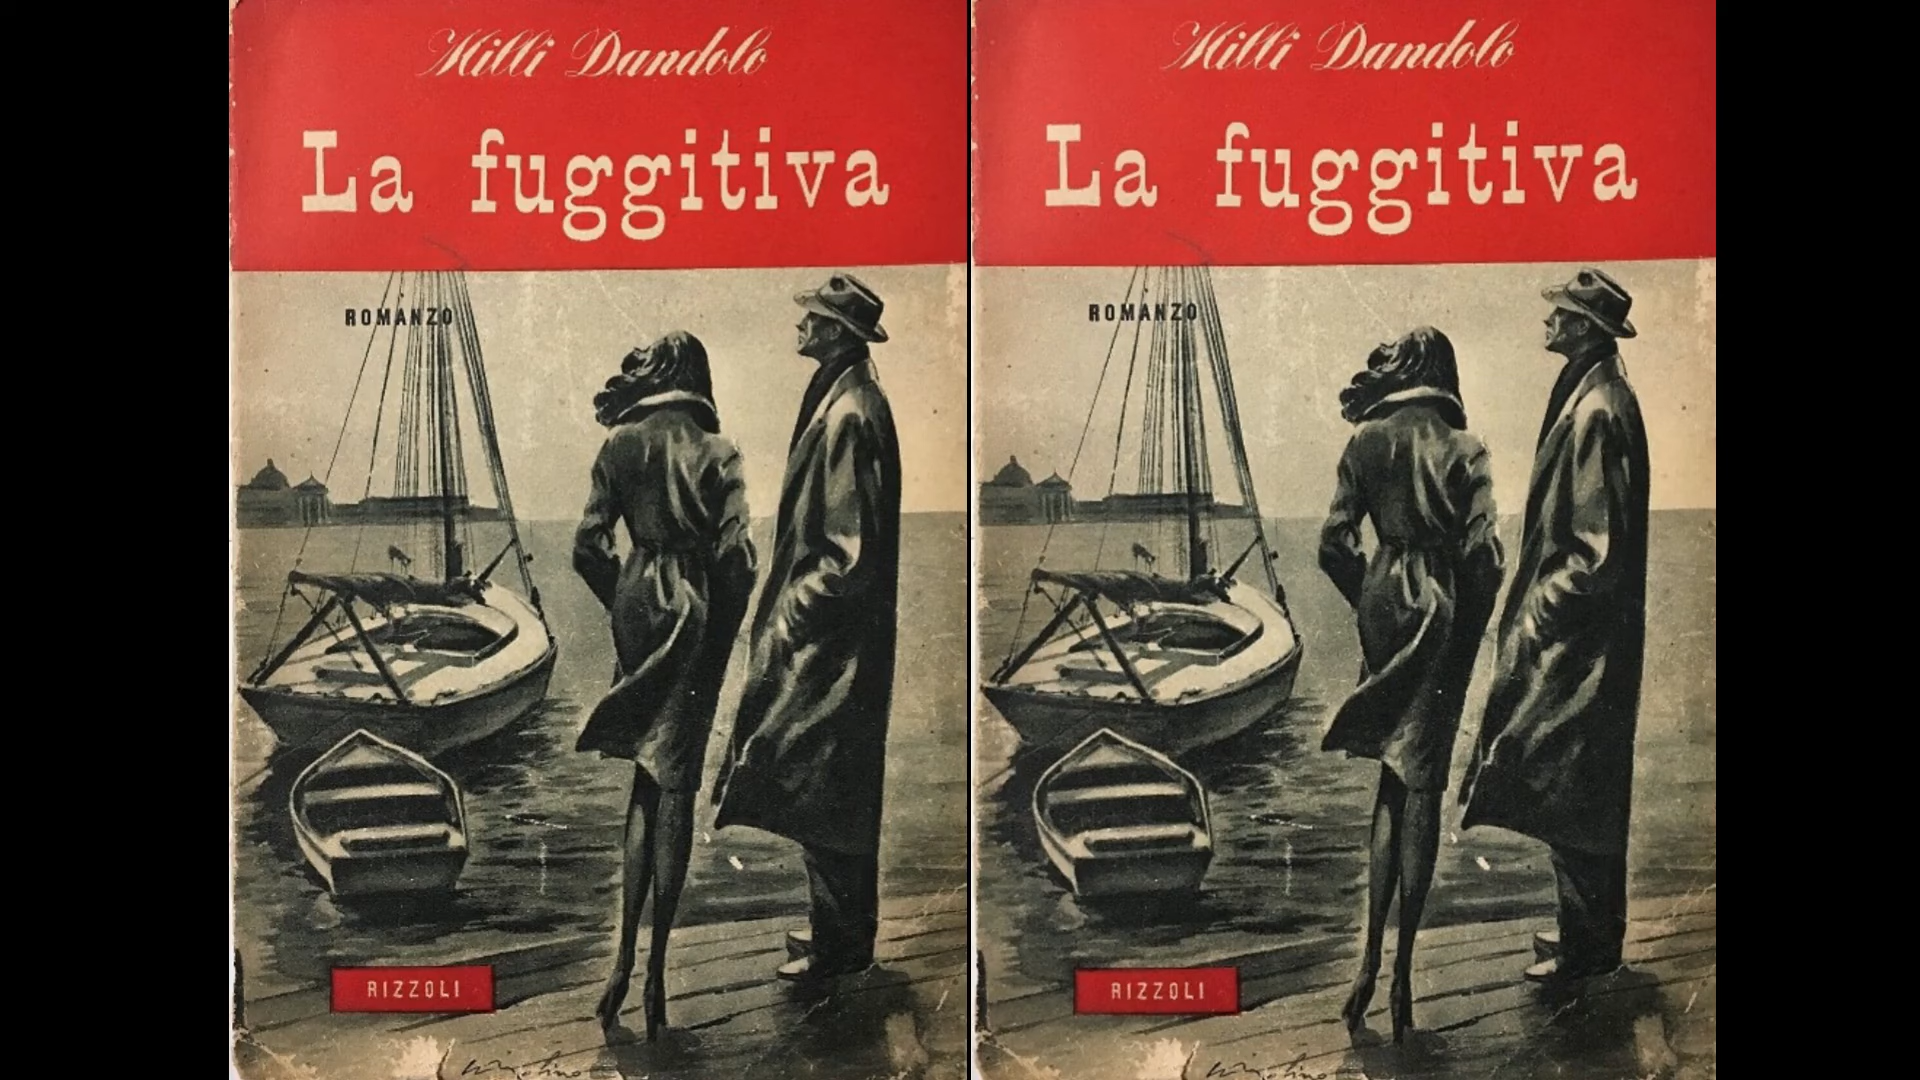 Milli Dandolo
La fuggitiva
ROMANZO
RIZZOLI
Milli Dandolo
La fuggitiva
ROMANZO
RIZZOLI